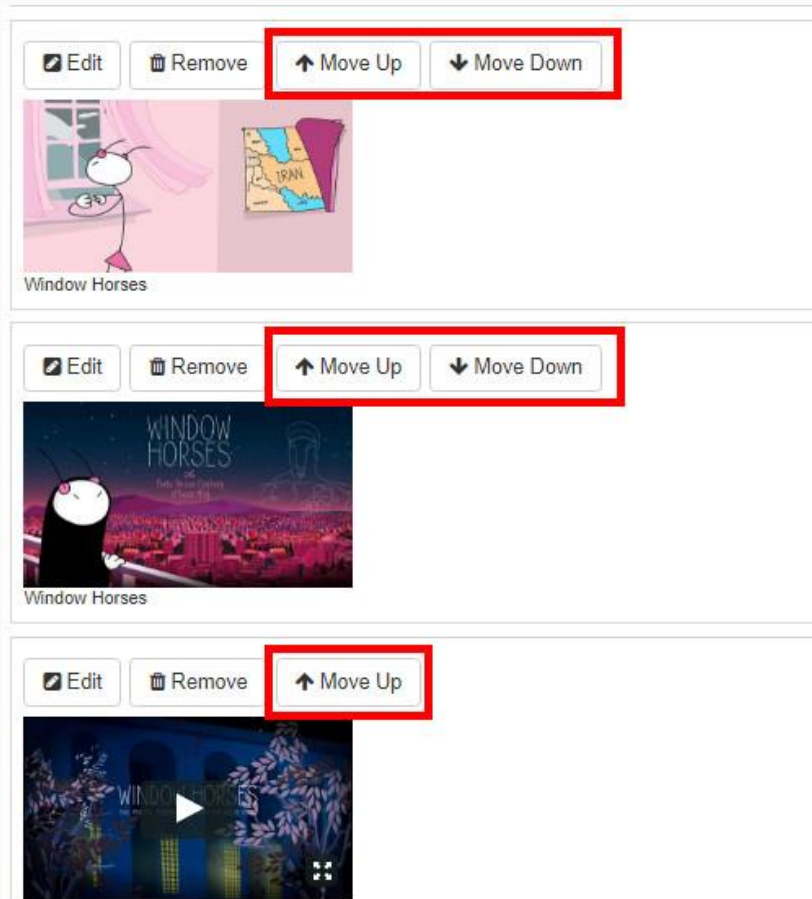 Edit Remove Move Up Move Down
IRAN
Window Horses
Edit Remove Move Up Move Down
WINDOW
HORSES
Window Horses
Edit Remove Move Up
WINDOW HORSES